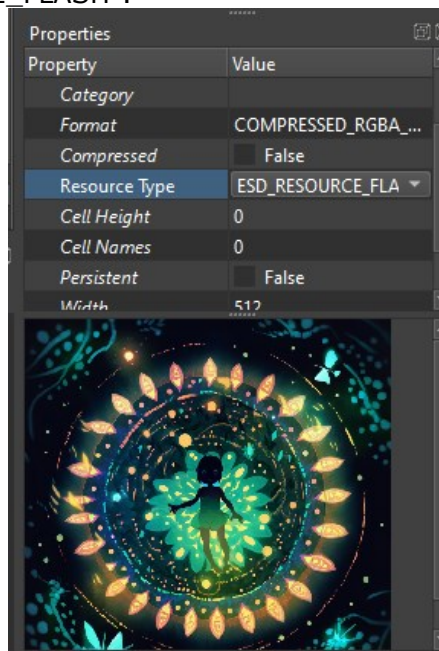 Properties
Property Value
Category
Format COMPRESSED_RGBA_...
Compressed False
Resource Type ESD_RESOURCE_FLA
Cell Height 0
Cell Names 0
Persistent False
Width 512